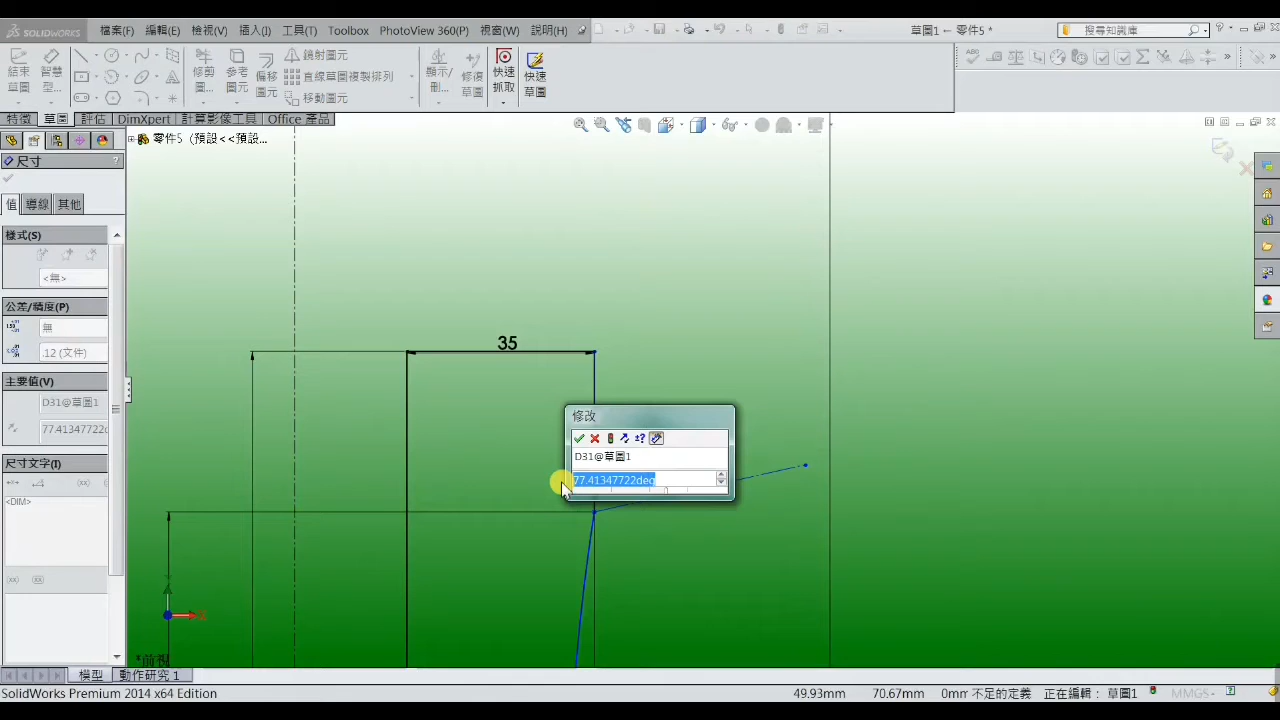 SOLIDWORKS 檔案(F) 編輯(E) 檢視(V) 插入(I) 工具(T) Toolbox PhotoView 360(P) 視窗(W) 說明(H) 草圖1 ← 零件5 * 搜尋知識庫
結束草圖 智慧型... 修剪圖... 參考圖元 偏移圖元 鏡射圖元 直線草圖複製排列 移動圖元 顯示/刪... 修復草圖 快速抓取 快速草圖
特徵 草圖 評估 DimXpert 計算影像工具 Office 產品
零件5 (預設<<預設...
尺寸 ?
值 導線 其他
樣式(S)
<無>
公差/精度(P)
無
.12 (文件)
主要值(V)
D31@草圖1
77.41347722d
尺寸文字(I)
<DIM>
35
修改
D31@草圖1
77.41347722deg
*前視
模型 動作研究 1
SolidWorks Premium 2014 x64 Edition 49.93mm 70.67mm 0mm 不足的定義 正在編輯： 草圖1 MMGS